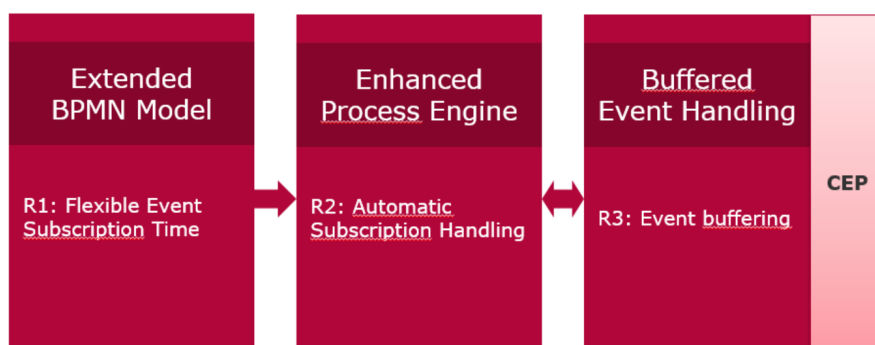 Extended
BPMN Model
R1: Flexible Event
Subscription Time
Enhanced
Process Engine
R2: Automatic
Subscription Handling
Buffered
Event Handling
R3: Event buffering
CEP